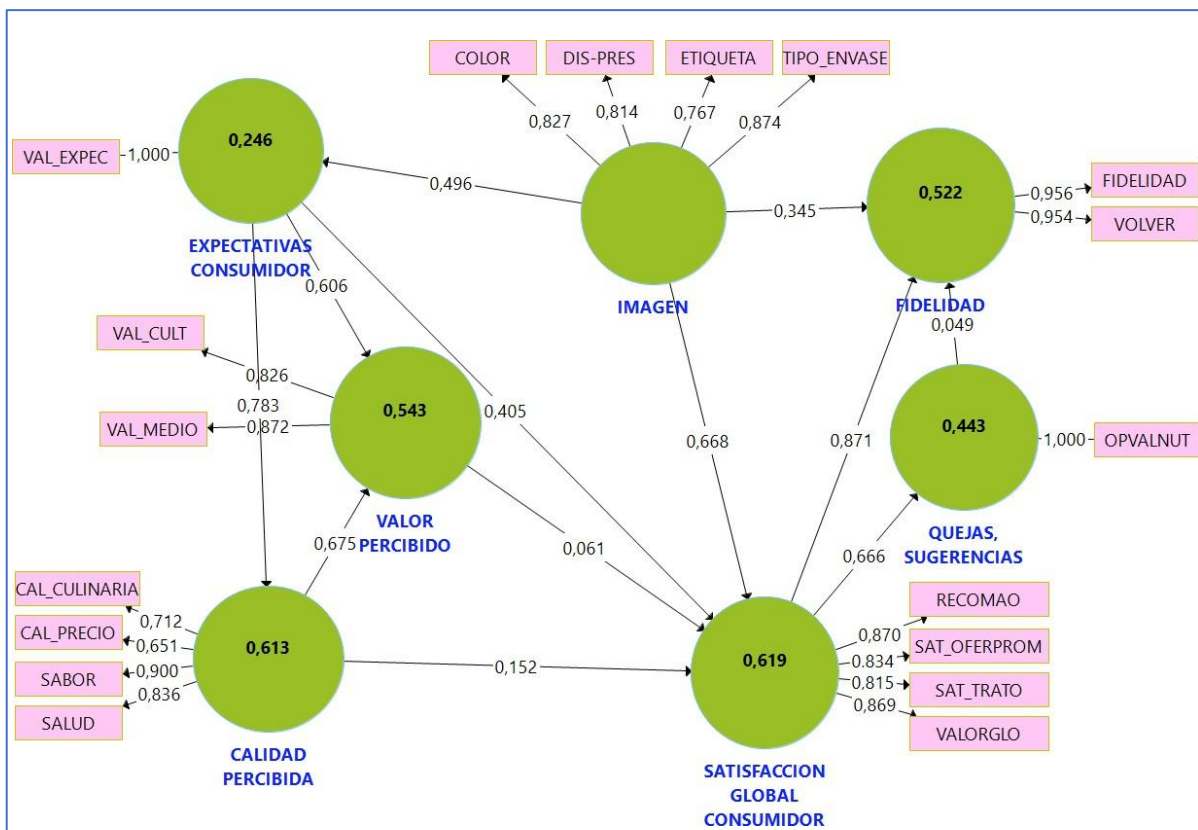 COLOR
DIS-PRES
ETIQUETA
TIPO_ENVASE
0,827
0,814
0,767
0,874
VAL_EXPEC
1,000
0,246
EXPECTATIVAS
CONSUMIDOR
0,496
IMAGEN
0,345
0,522
FIDELIDAD
0,956
0,954
FIDELIDAD
VOLVER
0,606
0,049
VAL_CULT
0,826
VAL_MEDIO
0,872
0,783
0,543
VALOR
PERCIBIDO
0,405
0,668
0,871
0,443
1,000
OPVALNUT
QUEJAS,
SUGERENCIAS
0,675
0,061
0,666
CAL_CULINARIA
CAL_PRECIO
SABOR
SALUD
0,712
0,651
0,900
0,836
0,613
CALIDAD
PERCIBIDA
0,152
0,619
SATISFACCION
GLOBAL
CONSUMIDOR
0,870
0,834
0,815
0,869
RECOMAO
SAT_OFERPROM
SAT_TRATO
VALORGLO